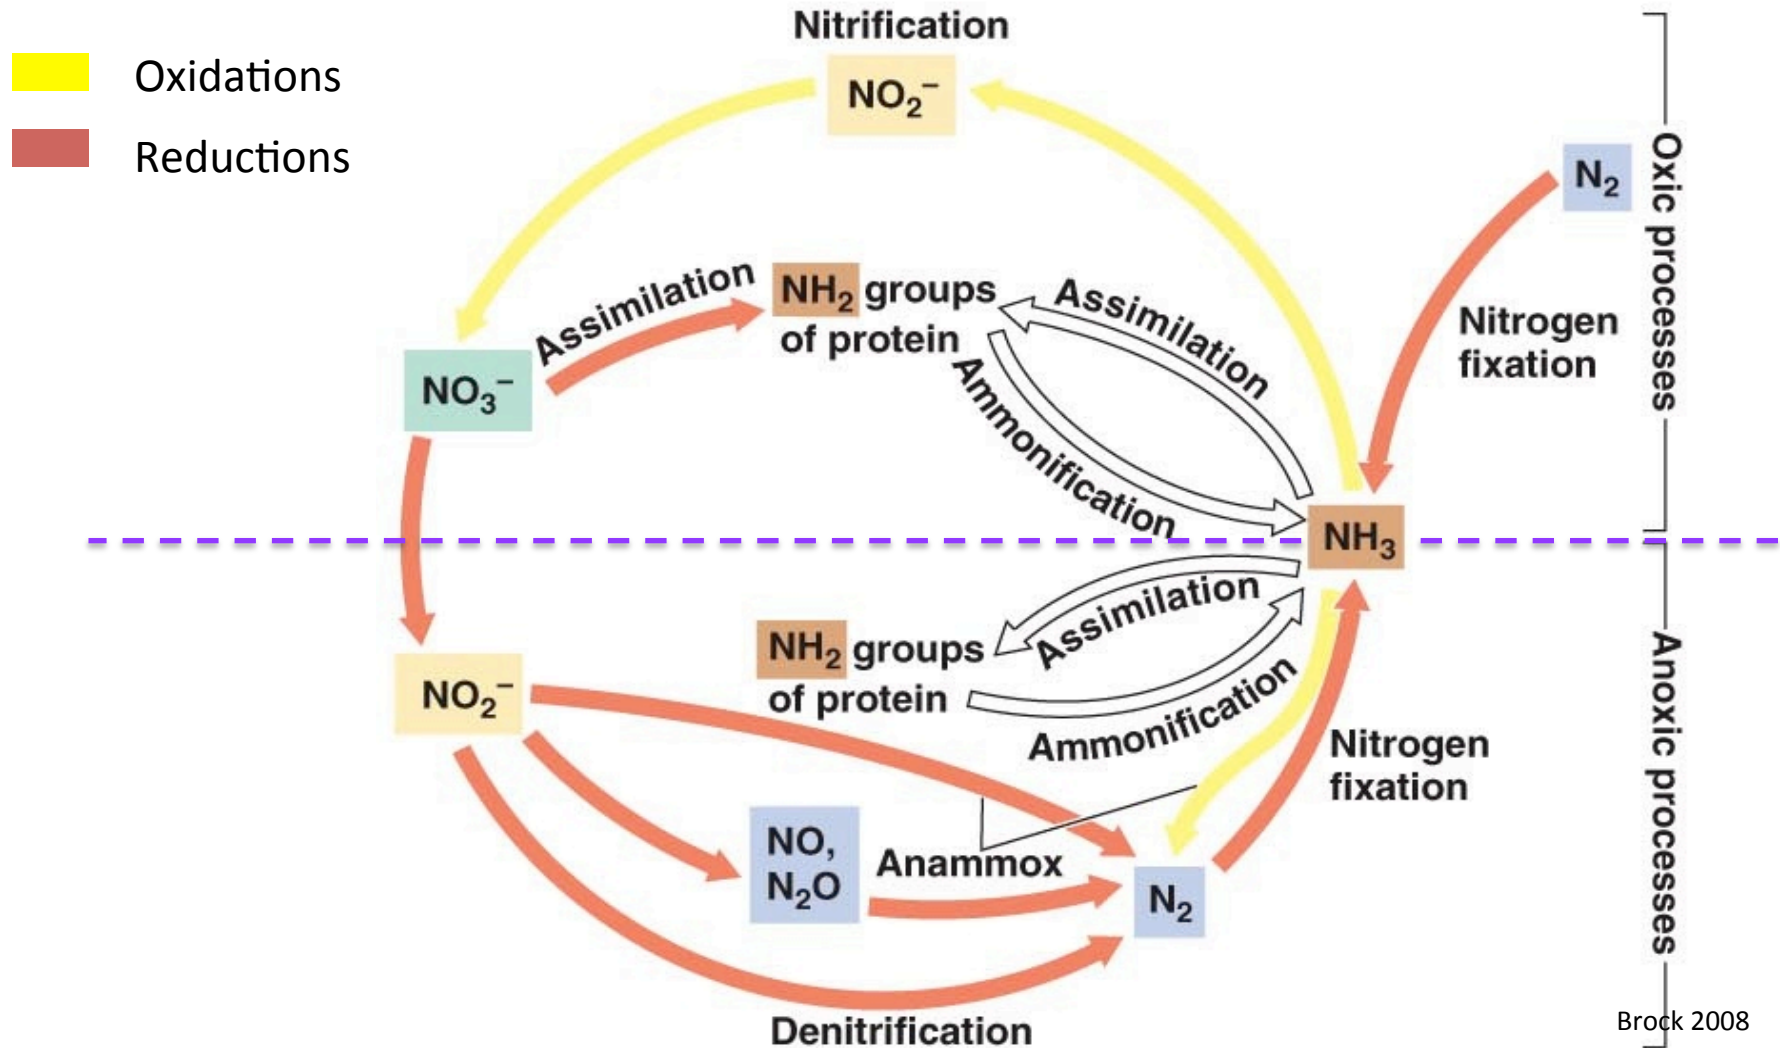 Nitrification
Oxidations
Reductions
NO₂⁻
N₂
Oxic processes
Assimilation
NH₂ groups
of protein
Assimilation
Nitrogen
fixation
NO₃⁻
Ammonification
NH₃
Assimilation
NH₂ groups
of protein
Ammonification
NO₂⁻
Nitrogen
fixation
Anoxic processes
NO,
N₂O
Anammox
N₂
Denitrification
Brock 2008